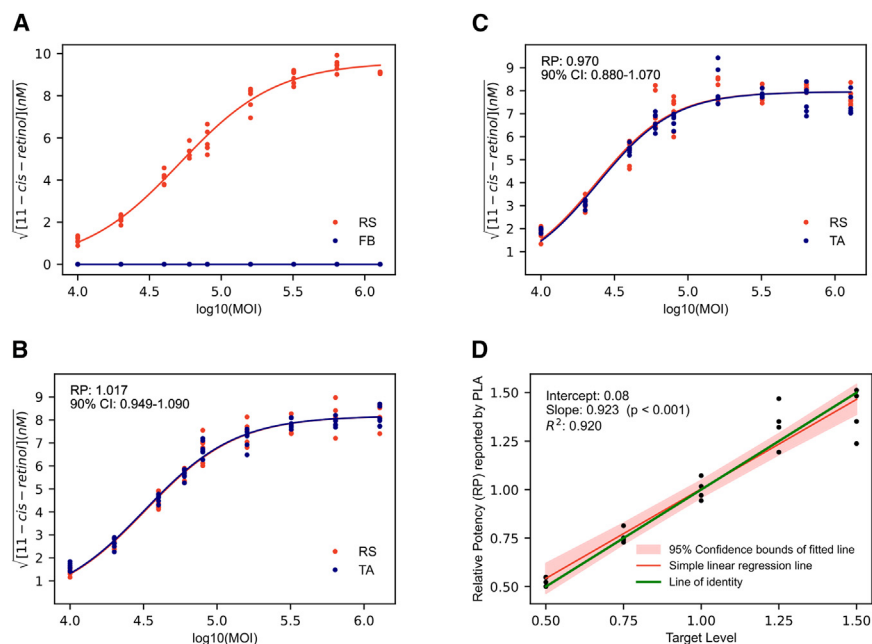 A
10
8
6
4
2
0
√[11 − cis − retinol](nM)
RS
FB
4.0 4.5 5.0 5.5 6.0
log10(MOI)
C
RP: 0.970
90% CI: 0.880-1.070
9
8
7
6
5
4
3
2
1
√[11 − cis − retinol](nM)
RS
TA
4.0 4.5 5.0 5.5 6.0
log10(MOI)
B
RP: 1.017
90% CI: 0.949-1.090
9
8
7
6
5
4
3
2
1
√[11 − cis − retinol](nM)
RS
TA
4.0 4.5 5.0 5.5 6.0
log10(MOI)
D
Intercept: 0.08
Slope: 0.923 (p < 0.001)
R²: 0.920
1.50
1.25
1.00
0.75
0.50
Relative Potency (RP) reported by PLA
95% Confidence bounds of fitted line
Simple linear regression line
Line of identity
0.50 0.75 1.00 1.25 1.50
Target Level